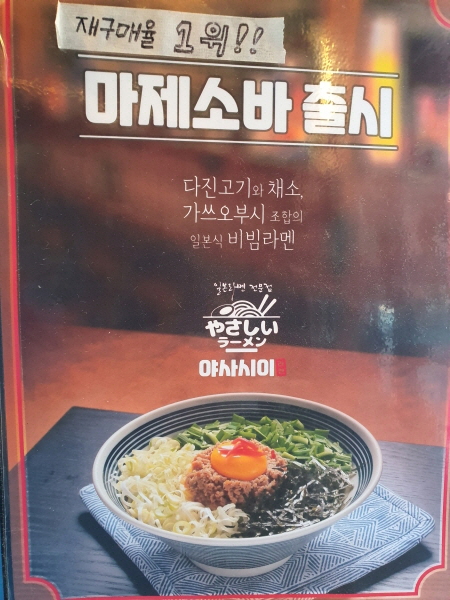 재구매율 1위!!
마제소바 출시
다진고기와 채소,
가쓰오부시 조합의
일본식 비빔라멘
일본라멘 전문점
やさしい
ラーメン
야사시이